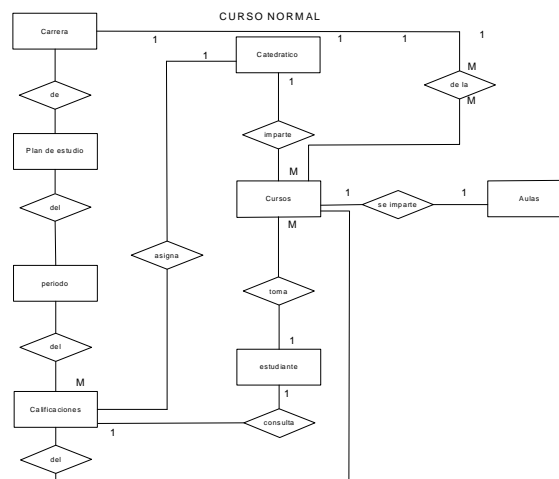 CURSO NORMAL
Carrera
1
1
1
1
1
Catedratico
M
de la
M
de
1
imparte
Plan de estudio
M
Cursos
1
se imparte
1
Aulas
M
del
asigna
toma
periodo
1
del
estudiante
M
1
Calificaciones
consulta
1
del